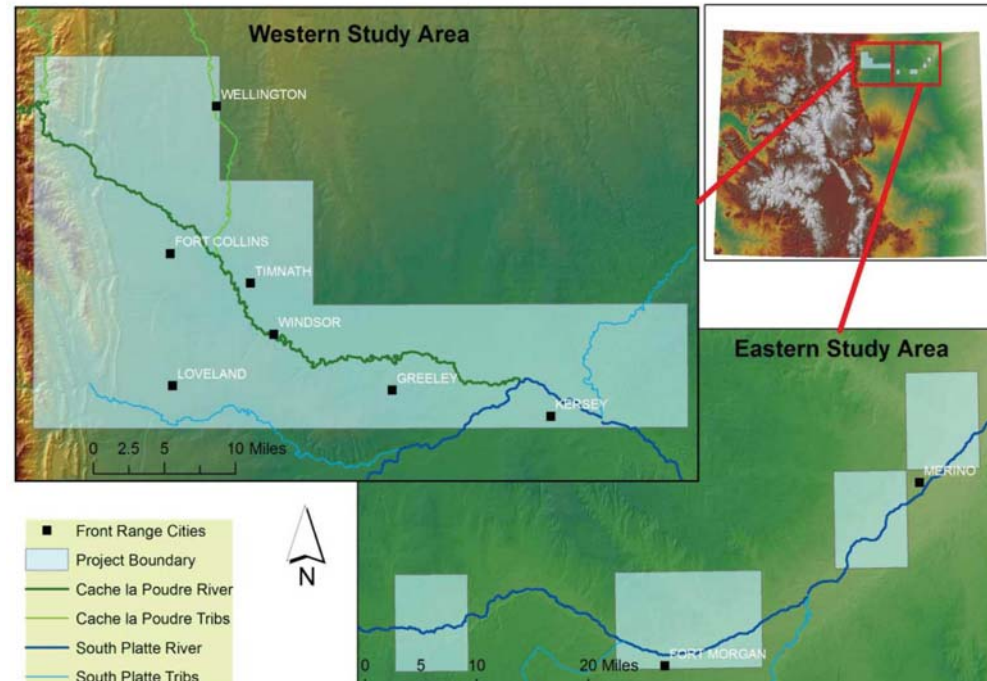 Western Study Area
WELLINGTON
FORT COLLINS
TIMNATH
WINDSOR
LOVELAND
GREELEY
KERSEY
0 2.5 5 10 Miles
Eastern Study Area
MERINO
FORT MORGAN
0 5 10 20 Miles
N
Front Range Cities
Project Boundary
Cache la Poudre River
Cache la Poudre Tribs
South Platte River
South Platte Tribs